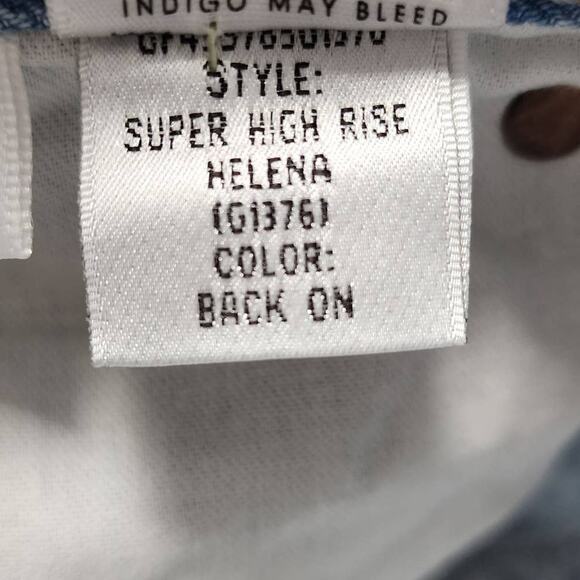 INDIGO MAY BLEED
STYLE:
SUPER HIGH RISE
HELENA
(G1376)
COLOR:
BACK ON